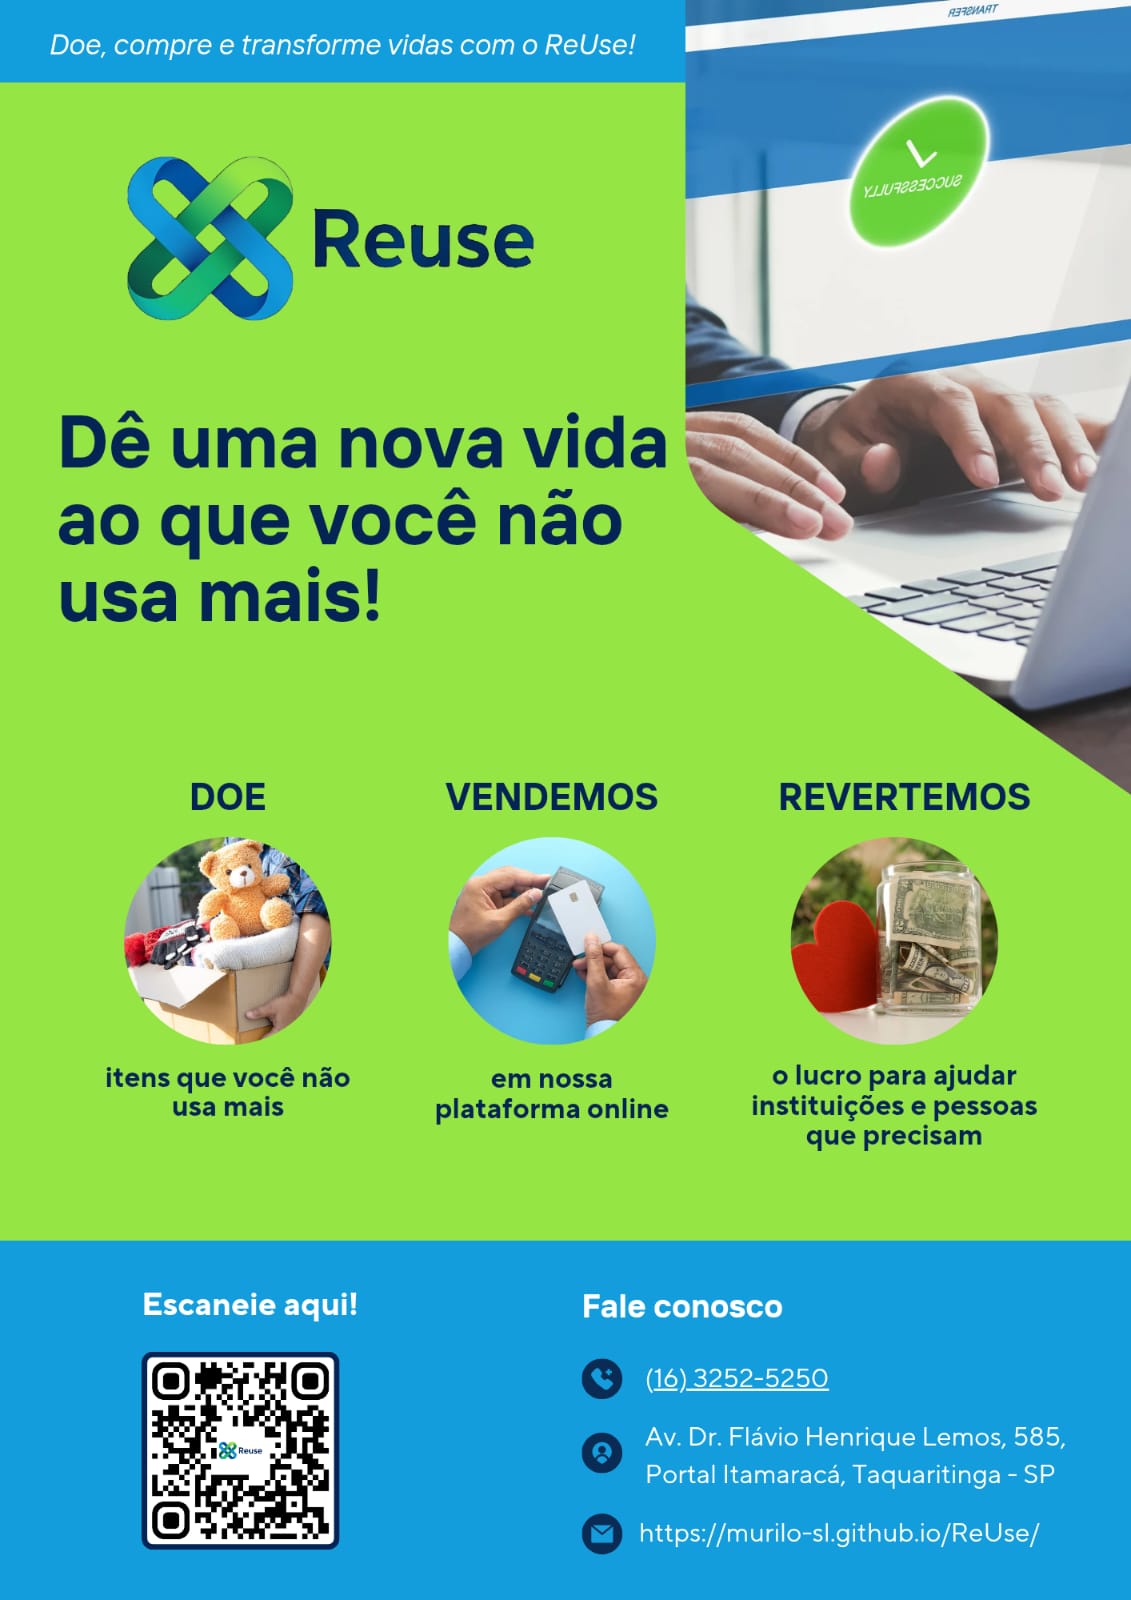 Doe, compre e transforme vidas com o ReUse!
TRANSFER
SUCCESSFULLY
Reuse
Dê uma nova vida
ao que você não
usa mais!
DOE
itens que você não
usa mais
VENDEMOS
em nossa
plataforma online
REVERTEMOS
o lucro para ajudar
instituições e pessoas
que precisam
Escaneie aqui!
Reuse
Fale conosco
(16) 3252-5250
Av. Dr. Flávio Henrique Lemos, 585,
Portal Itamaracá, Taquaritinga - SP
https://murilo-sl.github.io/ReUse/